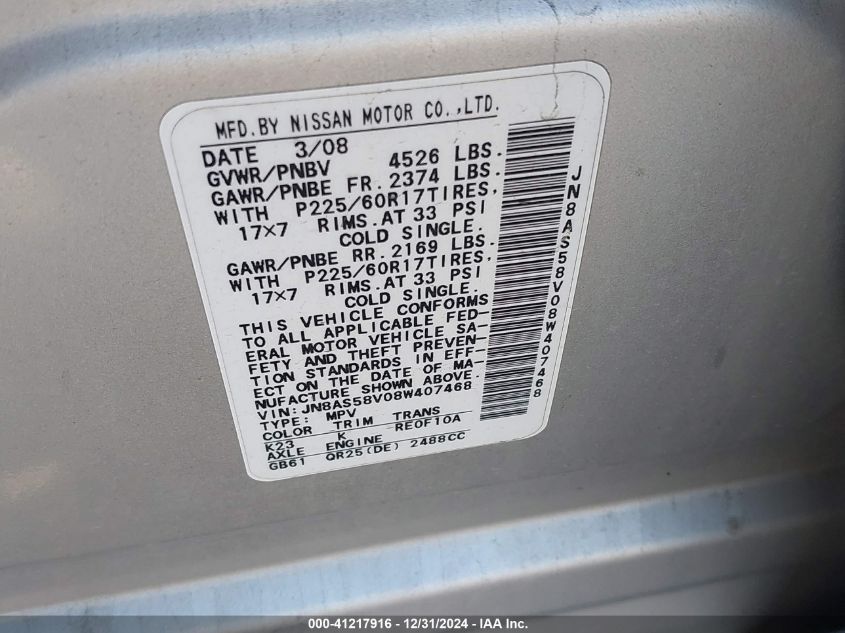 MFD.BY NISSAN MOTOR CO.,LTD.
DATE 3/08
GVWR/PNBV 4526 LBS.
GAWR/PNBE FR. 2374 LBS.
WITH P225/60R17TIRES,
17×7 RIMS.AT 33 PSI
COLD SINGLE.
GAWR/PNBE RR. 2169 LBS.
WITH P225/60R17TIRES,
17×7 RIMS.AT 33 PSI
COLD SINGLE.
THIS VEHICLE CONFORMS
TO ALL APPLICABLE FED-
ERAL MOTOR VEHICLE SA-
FETY AND THEFT PREVEN-
TION STANDARDS IN EFF-
ECT ON THE DATE OF MA-
NUFACTURE SHOWN ABOVE.
VIN:JN8AS58V08W407468
TYPE: MPV
COLOR TRIM TRANS
K23 K RE0F10A
AXLE ENGINE
GB61 QR25(DE) 2488CC
JN8AS58V08W407468
000-41217916 - 12/31/2024 - IAA Inc.